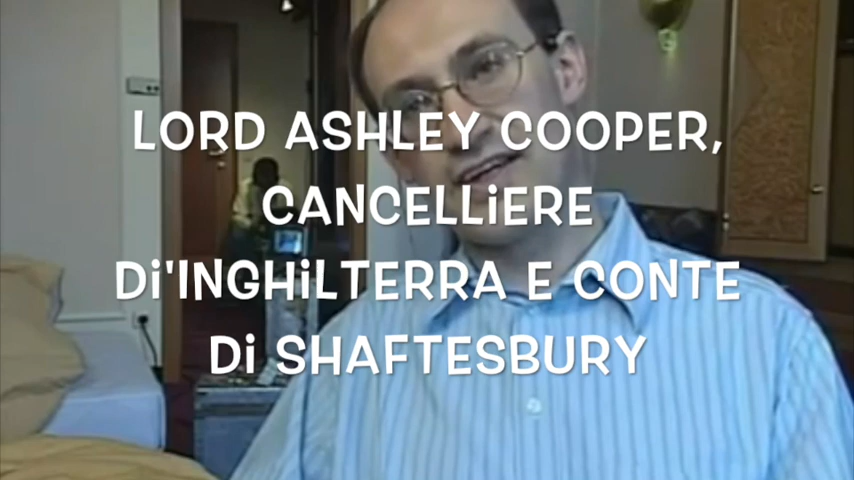 LORD ASHLEY COOPER,
CANCELLiERE
Di'INGHiLTERRA E CONTE
Di SHAFTESBURY